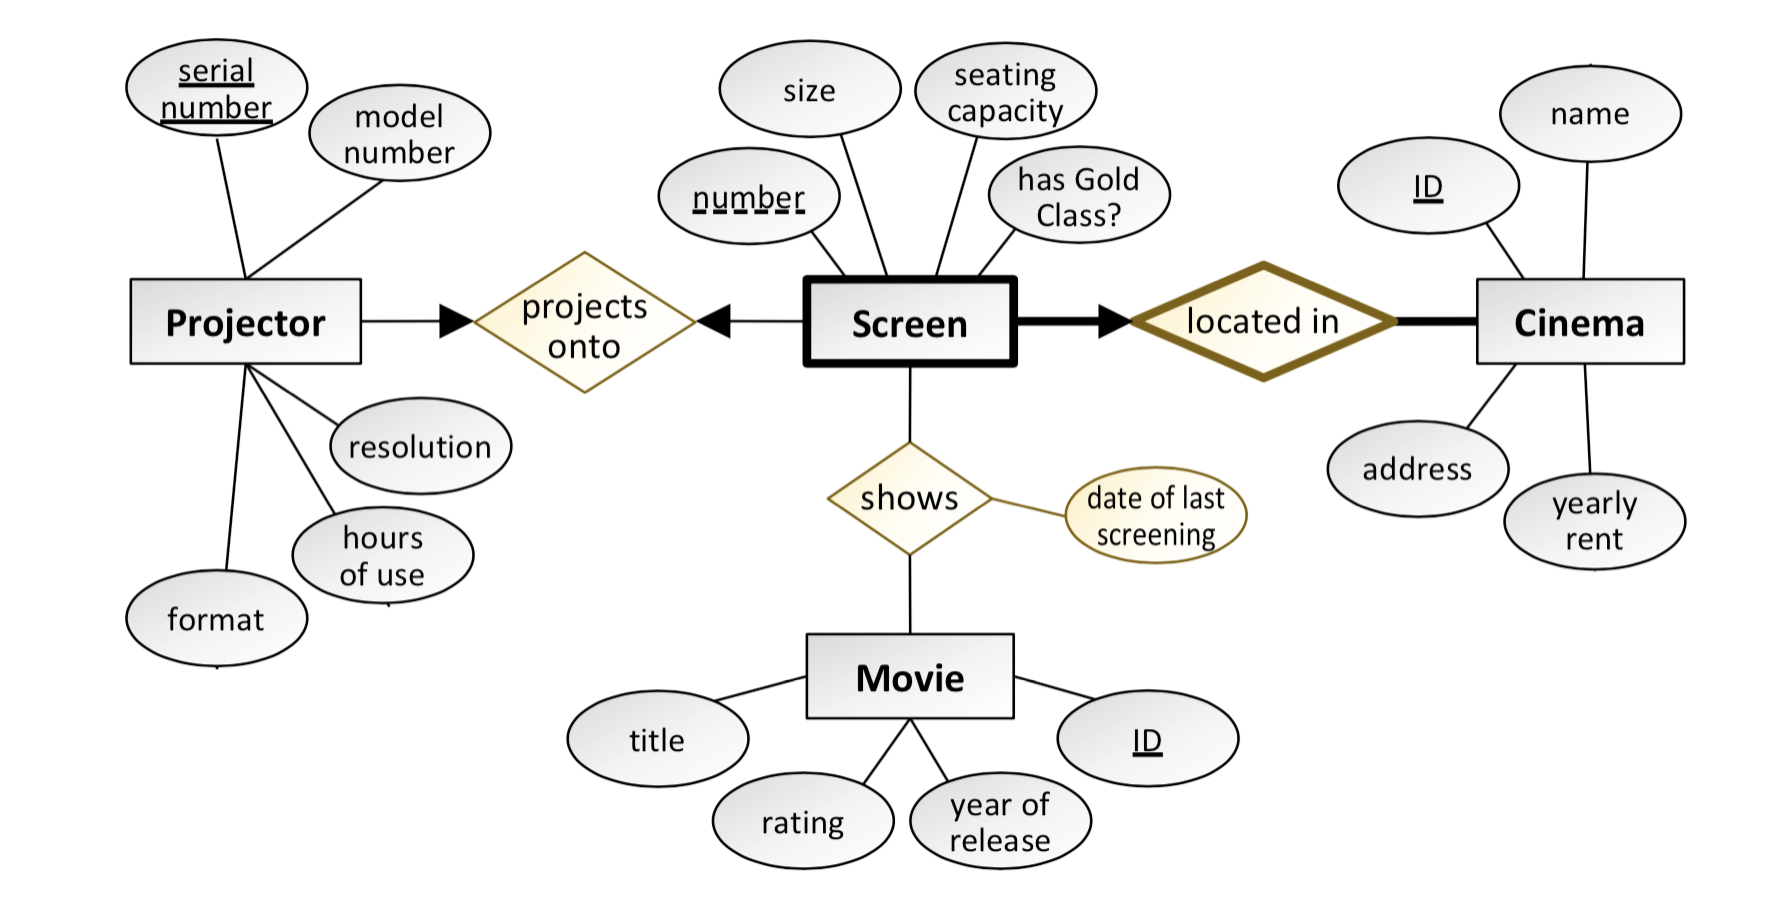 serial
number
model
number
size
seating
capacity
number
has Gold
Class?
ID
name
Projector
projects
onto
Screen
located in
Cinema
resolution
hours
of use
format
shows
date of last
screening
address
yearly
rent
Movie
title
rating
year of
release
ID